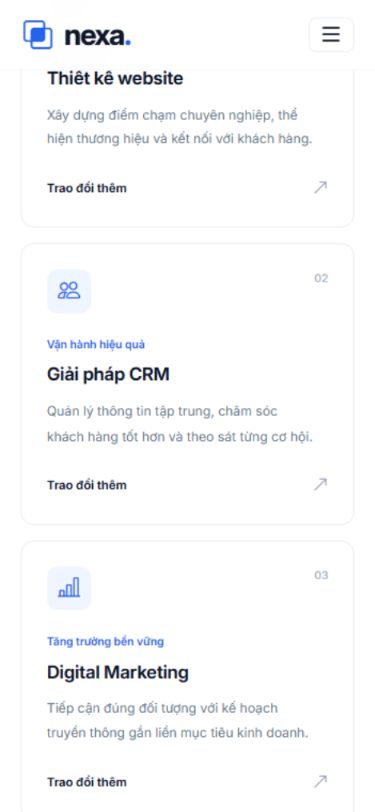 nexa.
Thiết kế website
Xây dựng điểm chạm chuyên nghiệp, thể
hiện thương hiệu và kết nối với khách hàng.
Trao đổi thêm
02
Vận hành hiệu quả
Giải pháp CRM
Quản lý thông tin tập trung, chăm sóc
khách hàng tốt hơn và theo sát từng cơ hội.
Trao đổi thêm
03
Tăng trưởng bền vững
Digital Marketing
Tiếp cận đúng đối tượng với kế hoạch
truyền thông gắn liền mục tiêu kinh doanh.
Trao đổi thêm